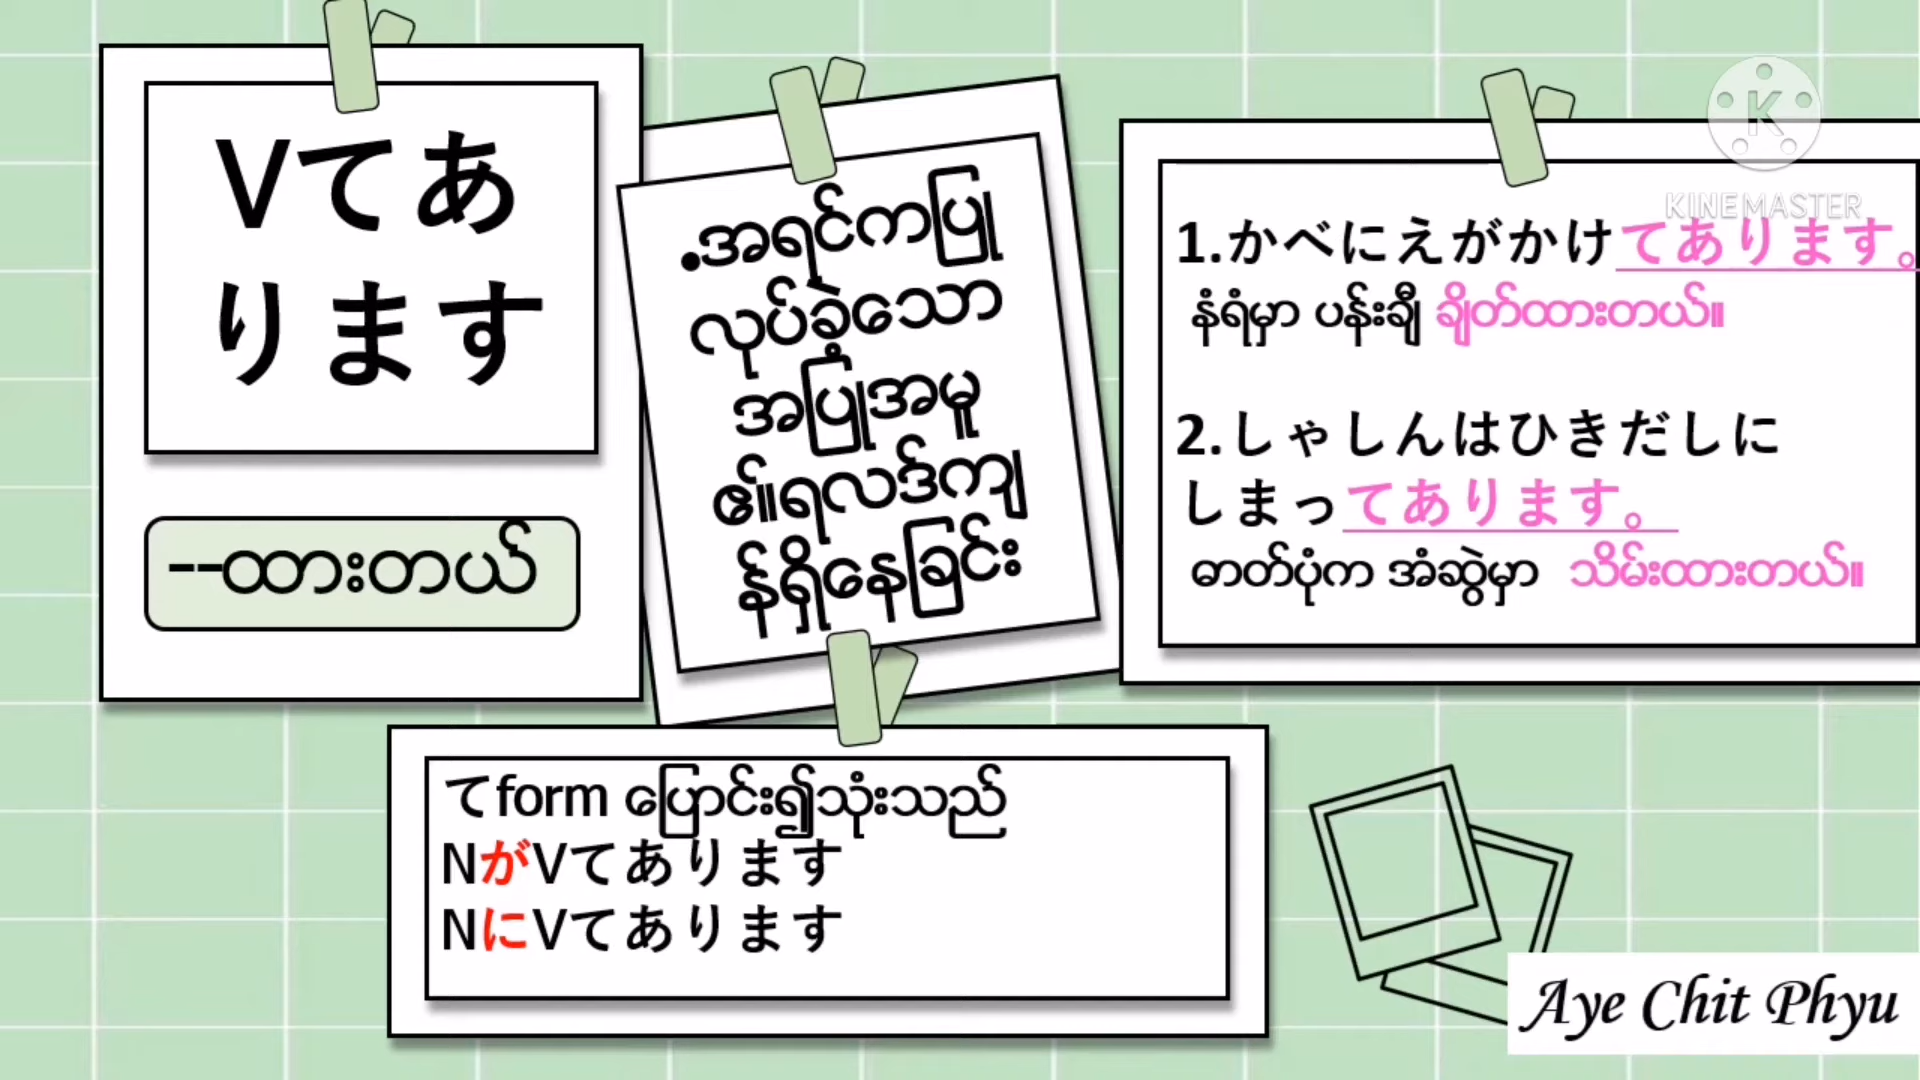 Vてあ
ります
--ထားတယ်
.အရင်ကပြု
လုပ်ခဲ့သော
အပြုအမူ
၏။ရလဒ်ကျ
န်ရှိနေခြင်း
1.かべにえがかけてあります。
နံရံမှာ ပန်းချီ ချိတ်ထားတယ်။
2.しゃしんはひきだしに
しまってあります。
ဓာတ်ပုံက အံဆွဲမှာ သိမ်းထားတယ်။
てform ပြောင်း၍သုံးသည်
NがVてあります
NにVてあります
KINEMASTER
Aye Chit Phyu